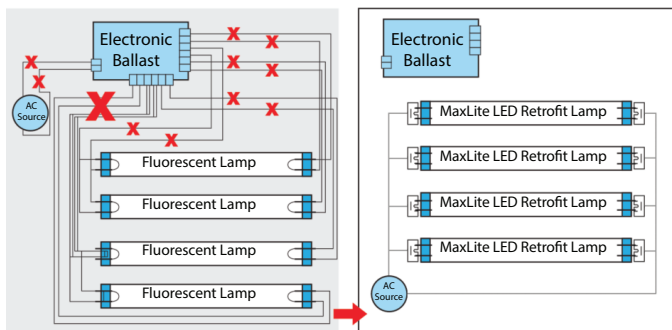 Electronic
Ballast
AC
Source
Fluorescent Lamp
Fluorescent Lamp
Fluorescent Lamp
Fluorescent Lamp
Electronic
Ballast
MaxLite LED Retrofit Lamp
MaxLite LED Retrofit Lamp
MaxLite LED Retrofit Lamp
MaxLite LED Retrofit Lamp
AC
Source